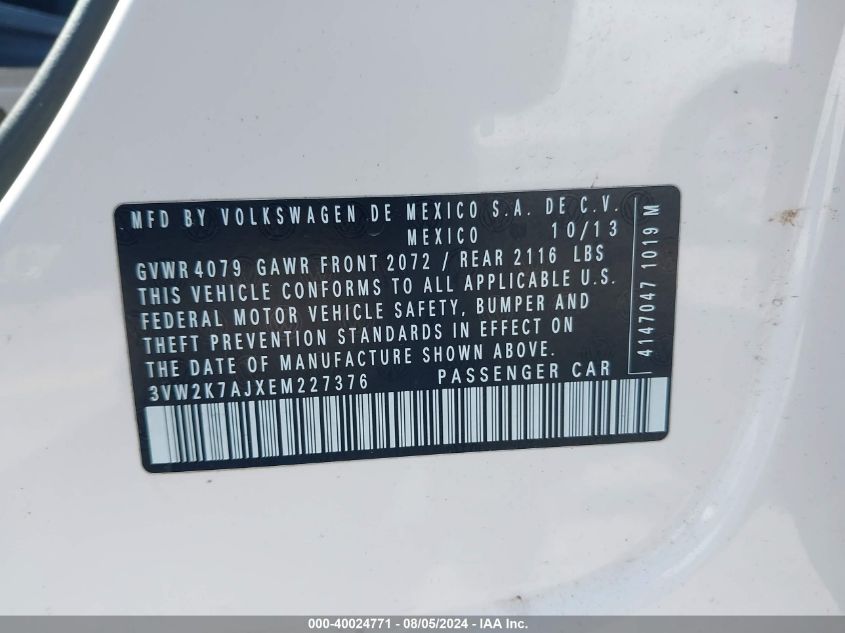 MFD BY VOLKSWAGEN DE MEXICO S.A. DE C.V.
MEXICO 10/13
GVWR 4079 GAWR FRONT 2072 / REAR 2116 LBS
THIS VEHICLE CONFORMS TO ALL APPLICABLE U.S.
FEDERAL MOTOR VEHICLE SAFETY, BUMPER AND
THEFT PREVENTION STANDARDS IN EFFECT ON
THE DATE OF MANUFACTURE SHOWN ABOVE.
3VW2K7AJXEM227376 PASSENGER CAR
4147047 1019 M
000-40024771 - 08/05/2024 - IAA Inc.